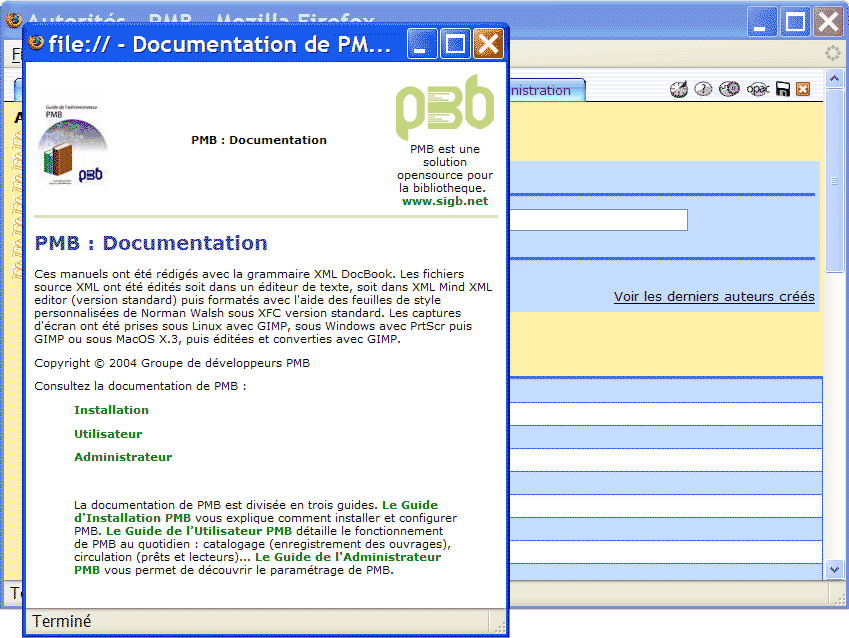 Autorités - PMB - Mozilla Firefox
file:// - Documentation de PM...
Guide de l'administrateur
PMB
pmb
PMB : Documentation
pmb
PMB est une
solution
opensource pour
la bibliotheque.
www.sigb.net
PMB : Documentation
Ces manuels ont été rédigés avec la grammaire XML DocBook. Les fichiers
source XML ont été édités soit dans un éditeur de texte, soit dans XML Mind XML
editor (version standard) puis formatés avec l'aide des feuilles de style
personnalisées de Norman Walsh sous XFC version standard. Les captures
d'écran ont été prises sous Linux avec GIMP, sous Windows avec PrtScr puis
GIMP ou sous MacOS X.3, puis éditées et converties avec GIMP.
Copyright © 2004 Groupe de développeurs PMB
Consultez la documentation de PMB :
Installation
Utilisateur
Administrateur
La documentation de PMB est divisée en trois guides. Le Guide
d'Installation PMB vous explique comment installer et configurer
PMB. Le Guide de l'Utilisateur PMB détaille le fonctionnement
de PMB au quotidien : catalogage (enregistrement des ouvrages),
circulation (prêts et lecteurs)... Le Guide de l'Administrateur
PMB vous permet de découvrir le paramétrage de PMB.
Terminé
nistration
opac
Voir les derniers auteurs créés